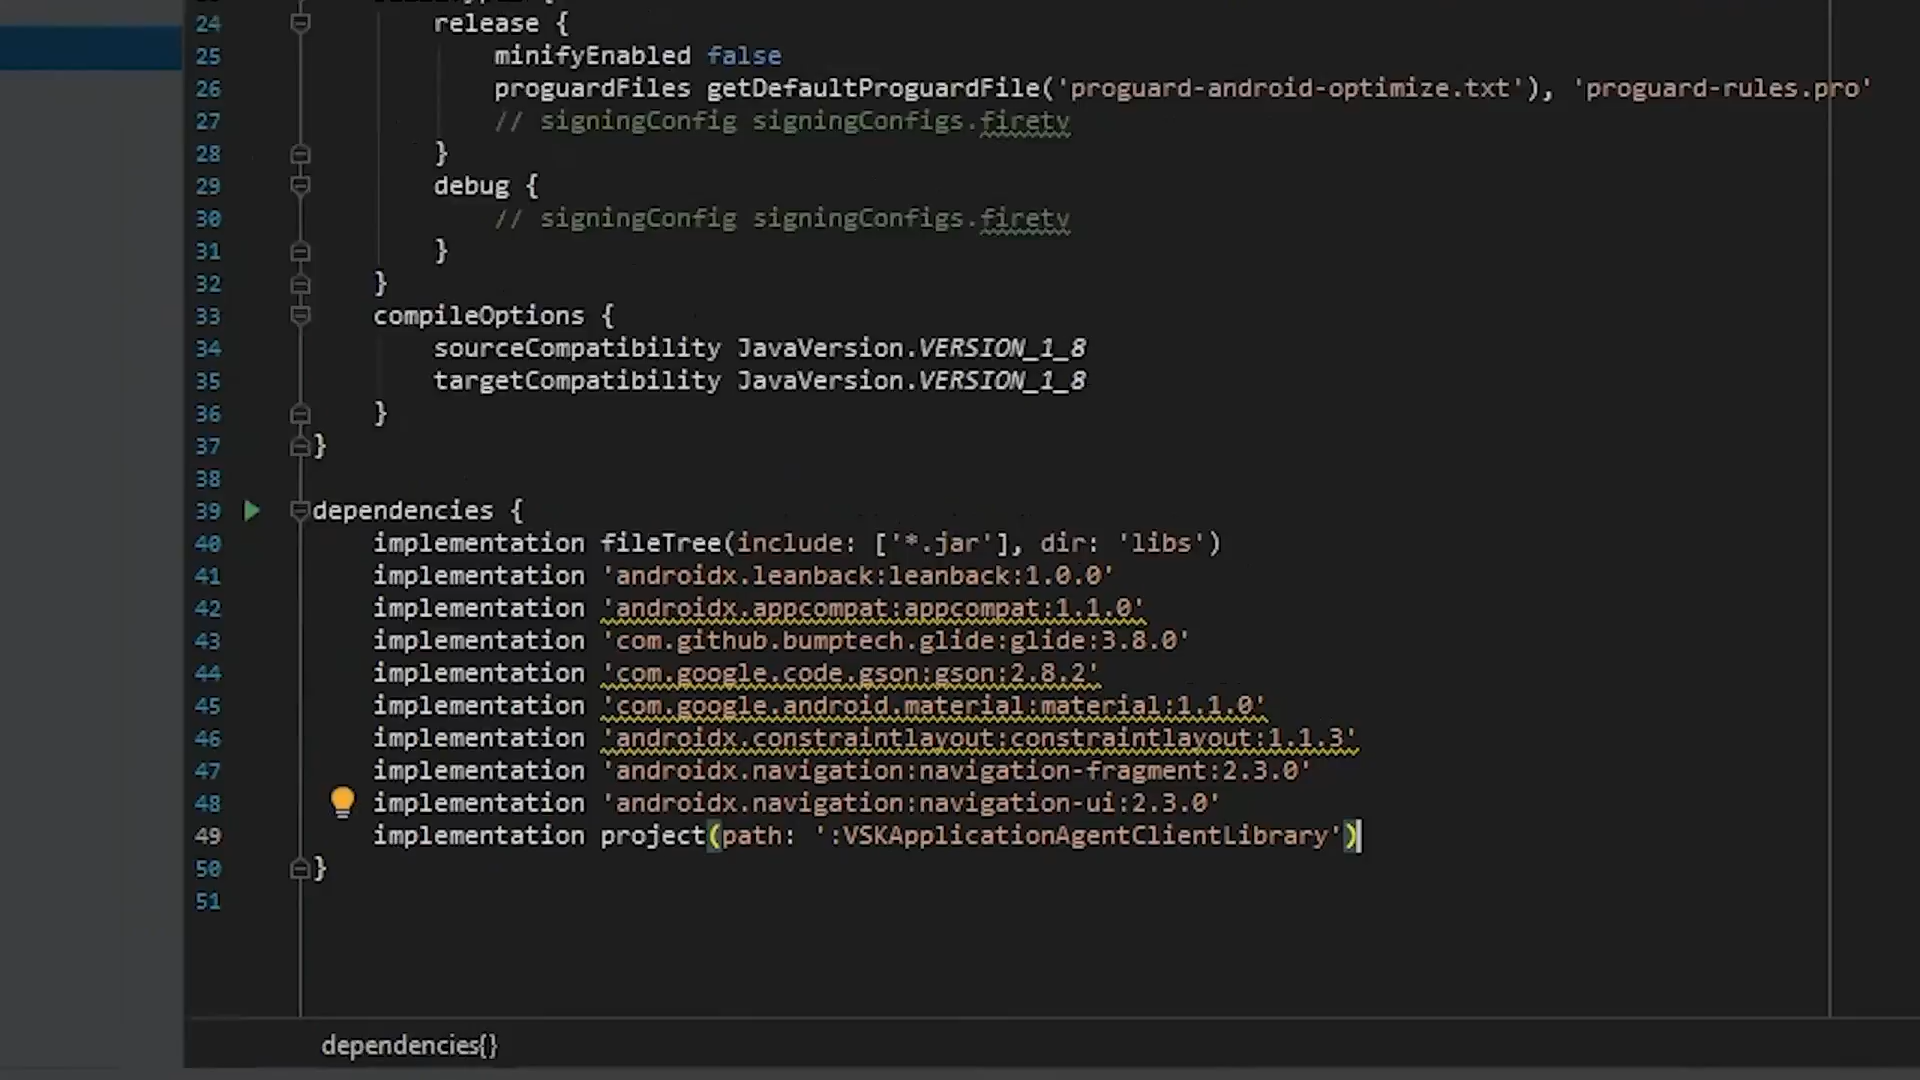 24 release {
25 minifyEnabled false
26 proguardFiles getDefaultProguardFile('proguard-android-optimize.txt'), 'proguard-rules.pro'
27 // signingConfig signingConfigs.firetv
28 }
29 debug {
30 // signingConfig signingConfigs.firetv
31 }
32 }
33 compileOptions {
34 sourceCompatibility JavaVersion.VERSION_1_8
35 targetCompatibility JavaVersion.VERSION_1_8
36 }
37 }
38
39 dependencies {
40 implementation fileTree(include: ['*.jar'], dir: 'libs')
41 implementation 'androidx.leanback:leanback:1.0.0'
42 implementation 'androidx.appcompat:appcompat:1.1.0'
43 implementation 'com.github.bumptech.glide:glide:3.8.0'
44 implementation 'com.google.code.gson:gson:2.8.2'
45 implementation 'com.google.android.material:material:1.1.0'
46 implementation 'androidx.constraintlayout:constraintlayout:1.1.3'
47 implementation 'androidx.navigation:navigation-fragment:2.3.0'
48 implementation 'androidx.navigation:navigation-ui:2.3.0'
49 implementation project(path: ':VSKApplicationAgentClientLibrary')
50 }
51
dependencies{}